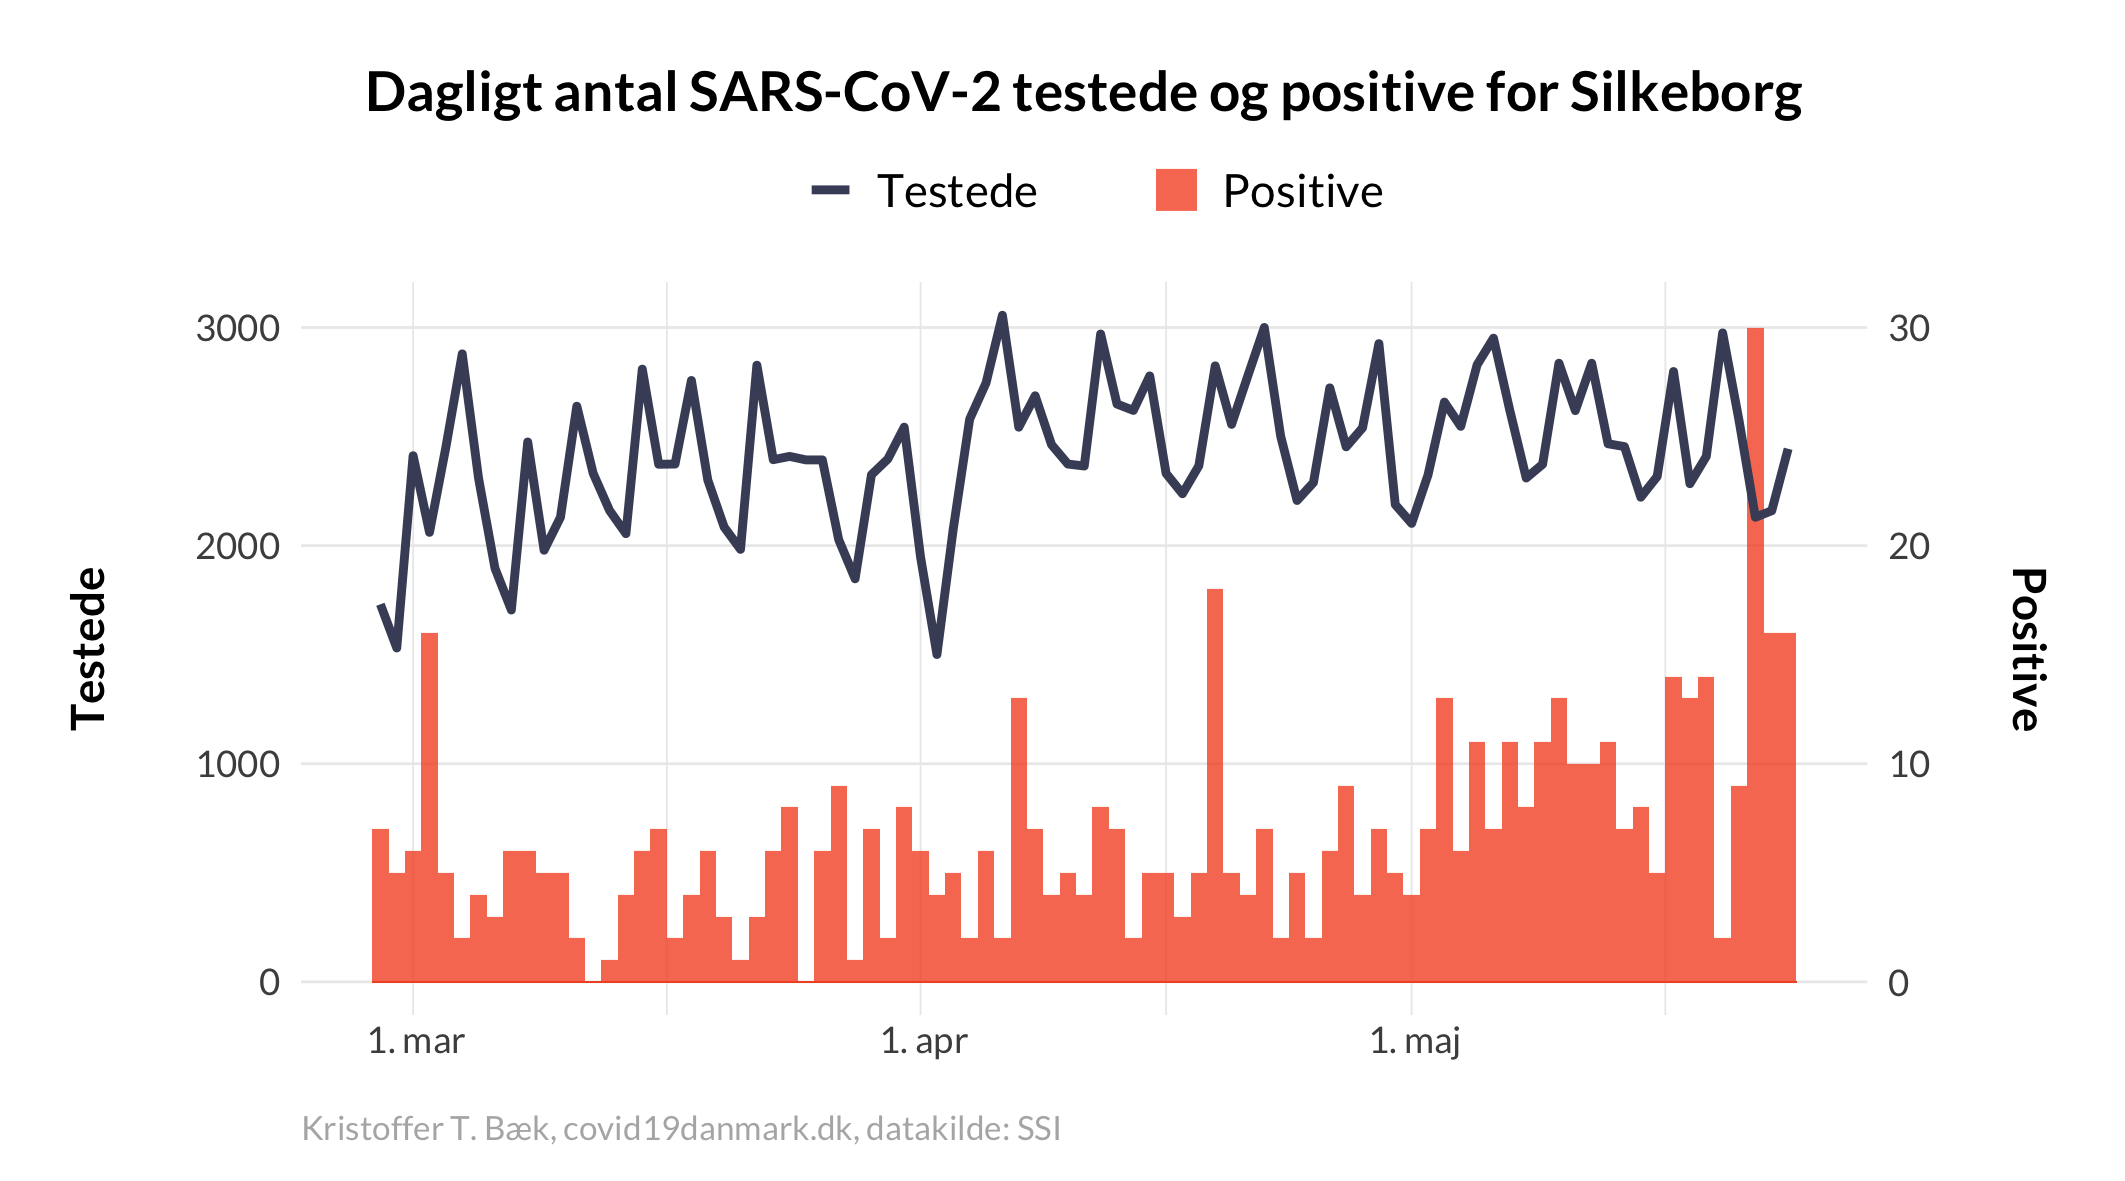 Dagligt antal SARS-CoV-2 testede og positive for Silkeborg
Testede Positive
3000 30
2000 20
1000 10
0 0
Testede
Positive
1. mar 1. apr 1. maj
Kristoffer T. Bæk, covid19danmark.dk, datakilde: SSI